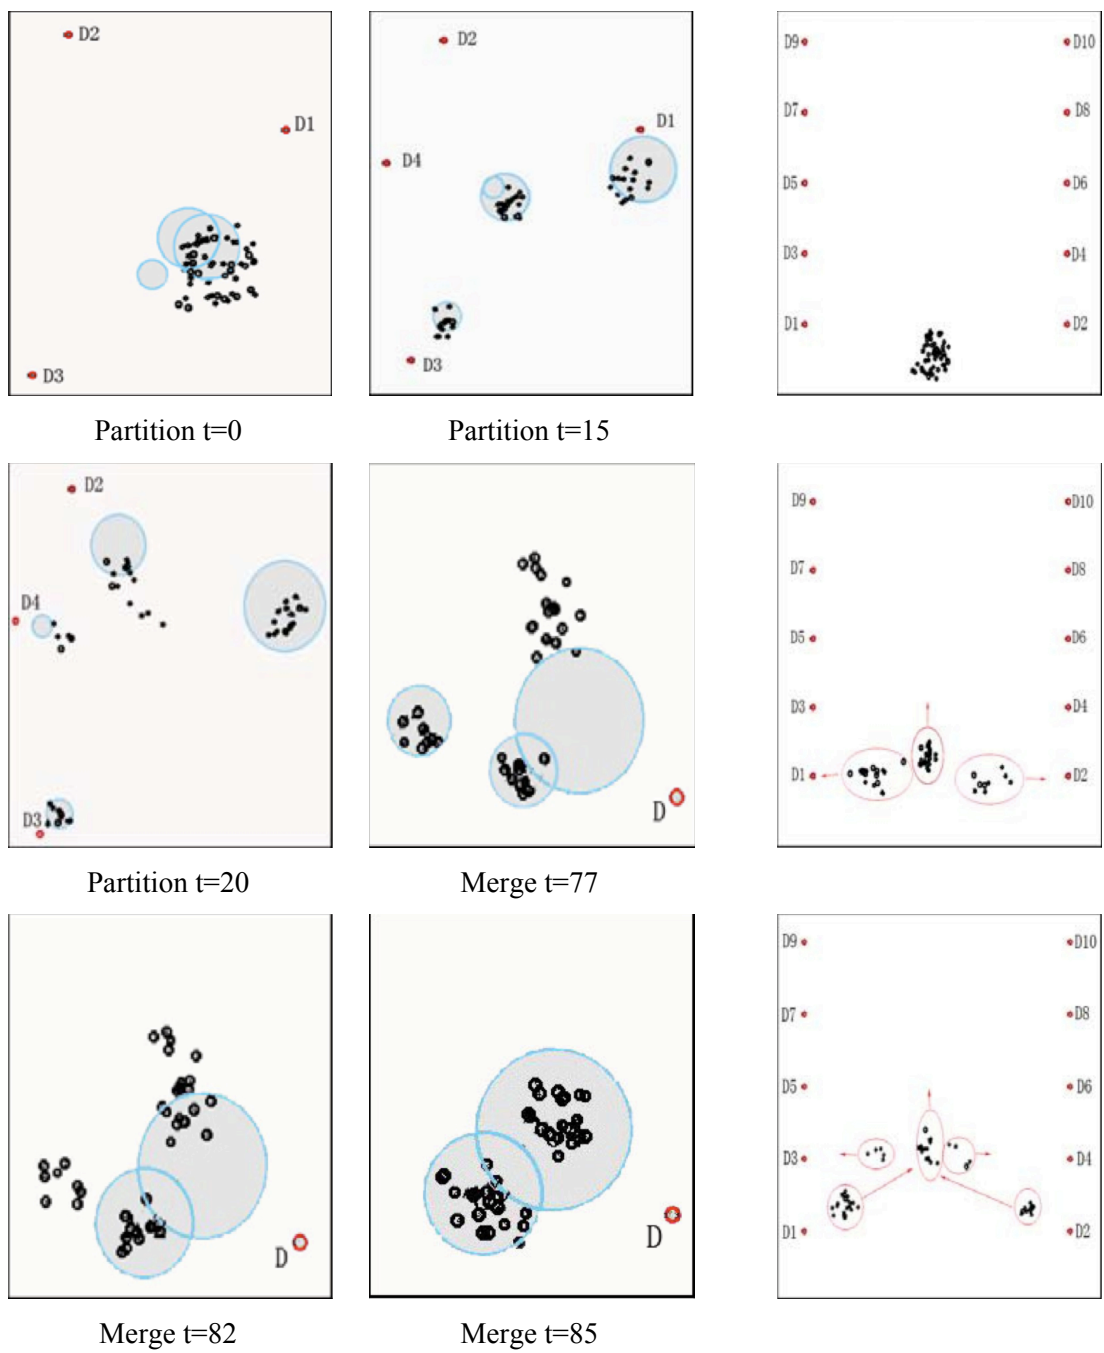 D2
D1
D3
Partition t=0
D2
D1
D4
D3
Partition t=15
D9 D10
D7 D8
D5 D6
D3 D4
D1 D2
D2
D4
D3
Partition t=20
D
Merge t=77
D9 D10
D7 D8
D5 D6
D3 D4
D1 D2
D
Merge t=82
D
Merge t=85
D9 D10
D7 D8
D5 D6
D3 D4
D1 D2